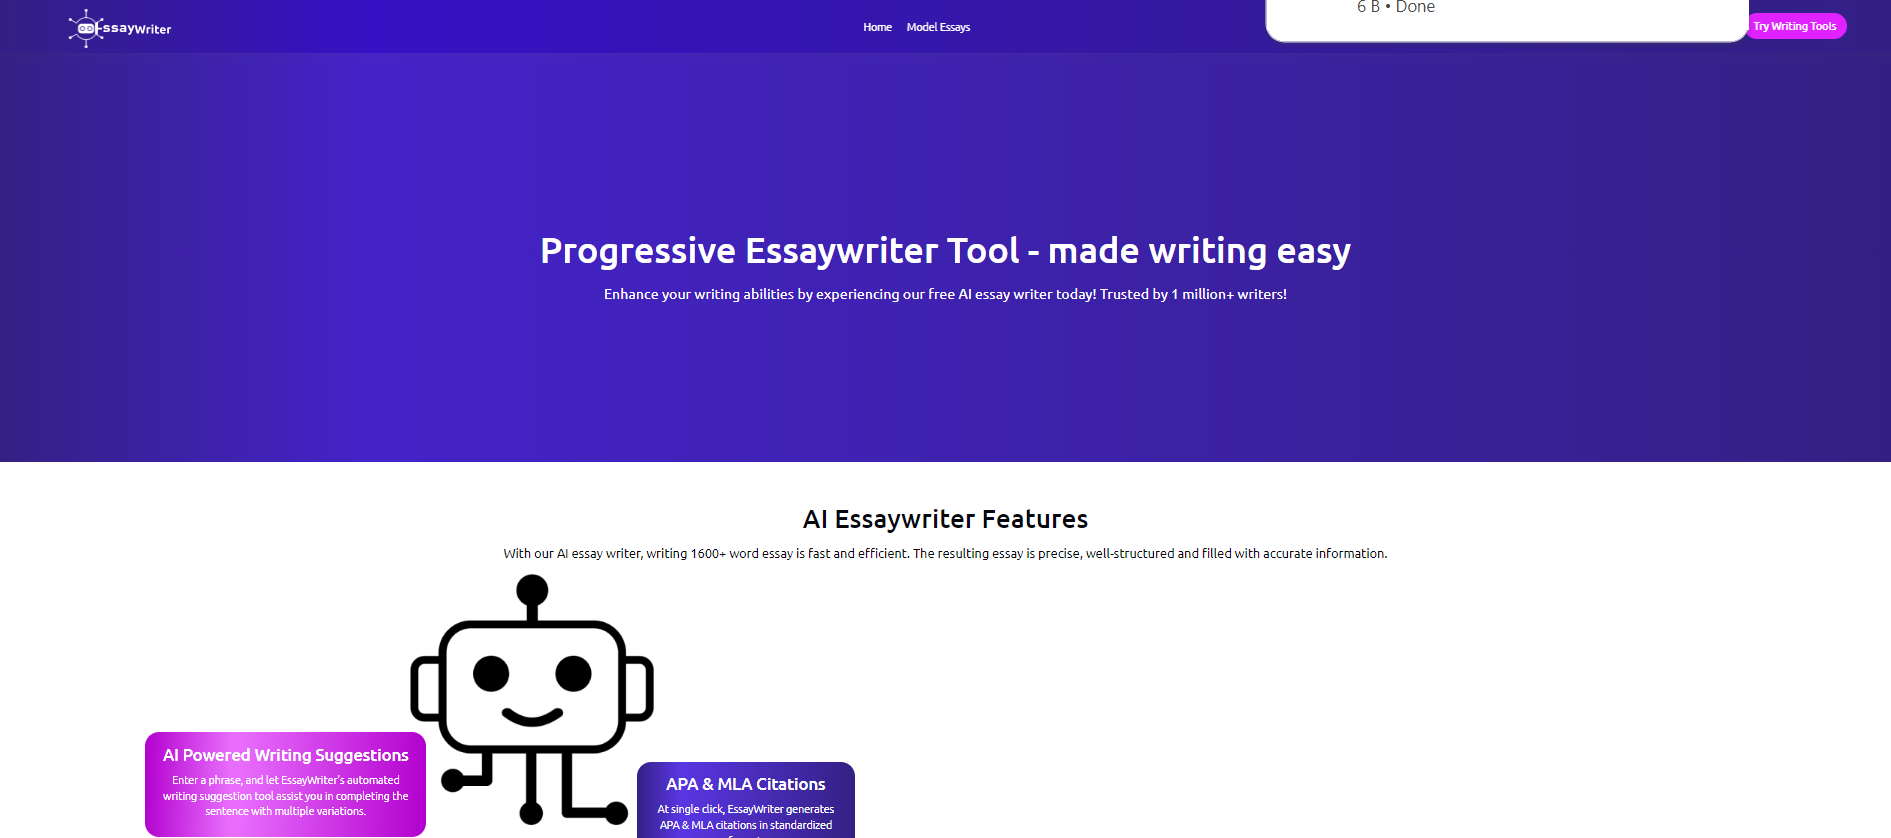 EssayWriter
Home
Model Essays
6 B • Done
Try Writing Tools
Progressive Essaywriter Tool - made writing easy
Enhance your writing abilities by experiencing our free AI essay writer today! Trusted by 1 million+ writers!
AI Essaywriter Features
With our AI essay writer, writing 1600+ word essay is fast and efficient. The resulting essay is precise, well-structured and filled with accurate information.
AI Powered Writing Suggestions
Enter a phrase, and let EssayWriter's automated
writing suggestion tool assist you in completing the
sentence with multiple variations.
APA & MLA Citations
At single click, EssayWriter generates
APA & MLA citations in standardized